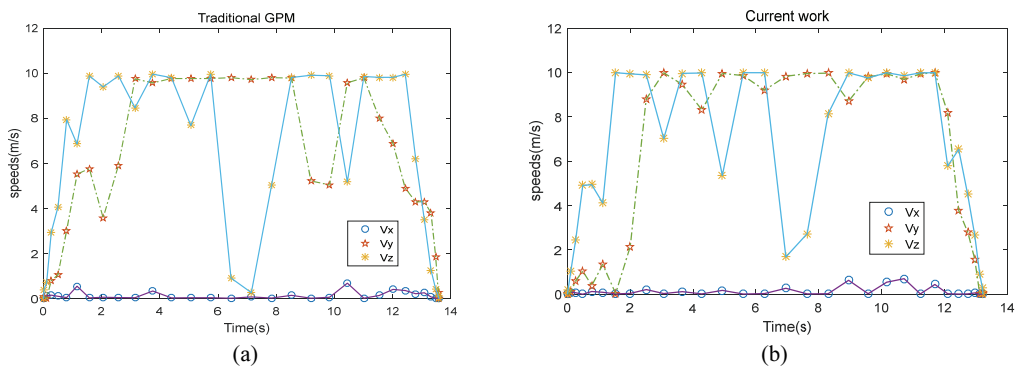 Traditional GPM
12
10
8
6
4
2
0
speeds(m/s)
0 2 4 6 8 10 12 14
Time(s)
Vx
Vy
Vz
(a)
Current work
12
10
8
6
4
2
0
speeds(m/s)
0 2 4 6 8 10 12 14
Time(s)
Vx
Vy
Vz
(b)